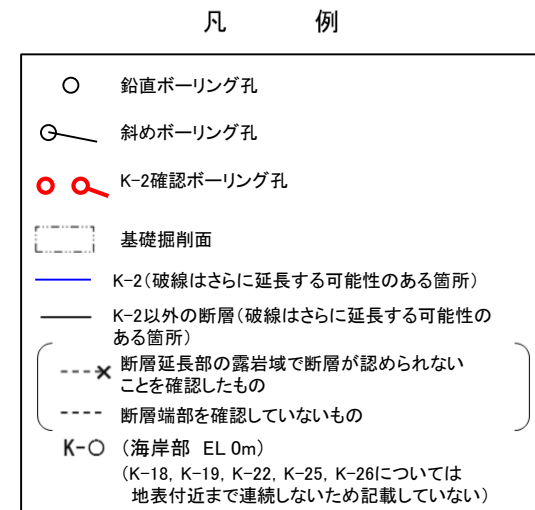 凡　例
鉛直ボーリング孔
斜めボーリング孔
K-2確認ボーリング孔
基礎掘削面
K-2(破線はさらに延長する可能性のある箇所)
K-2以外の断層(破線はさらに延長する可能性の
ある箇所)
断層延長部の露岩域で断層が認められない
ことを確認したもの
断層端部を確認していないもの
K-○ (海岸部 EL 0m)
(K-18, K-19, K-22, K-25, K-26については
地表付近まで連続しないため記載していない)